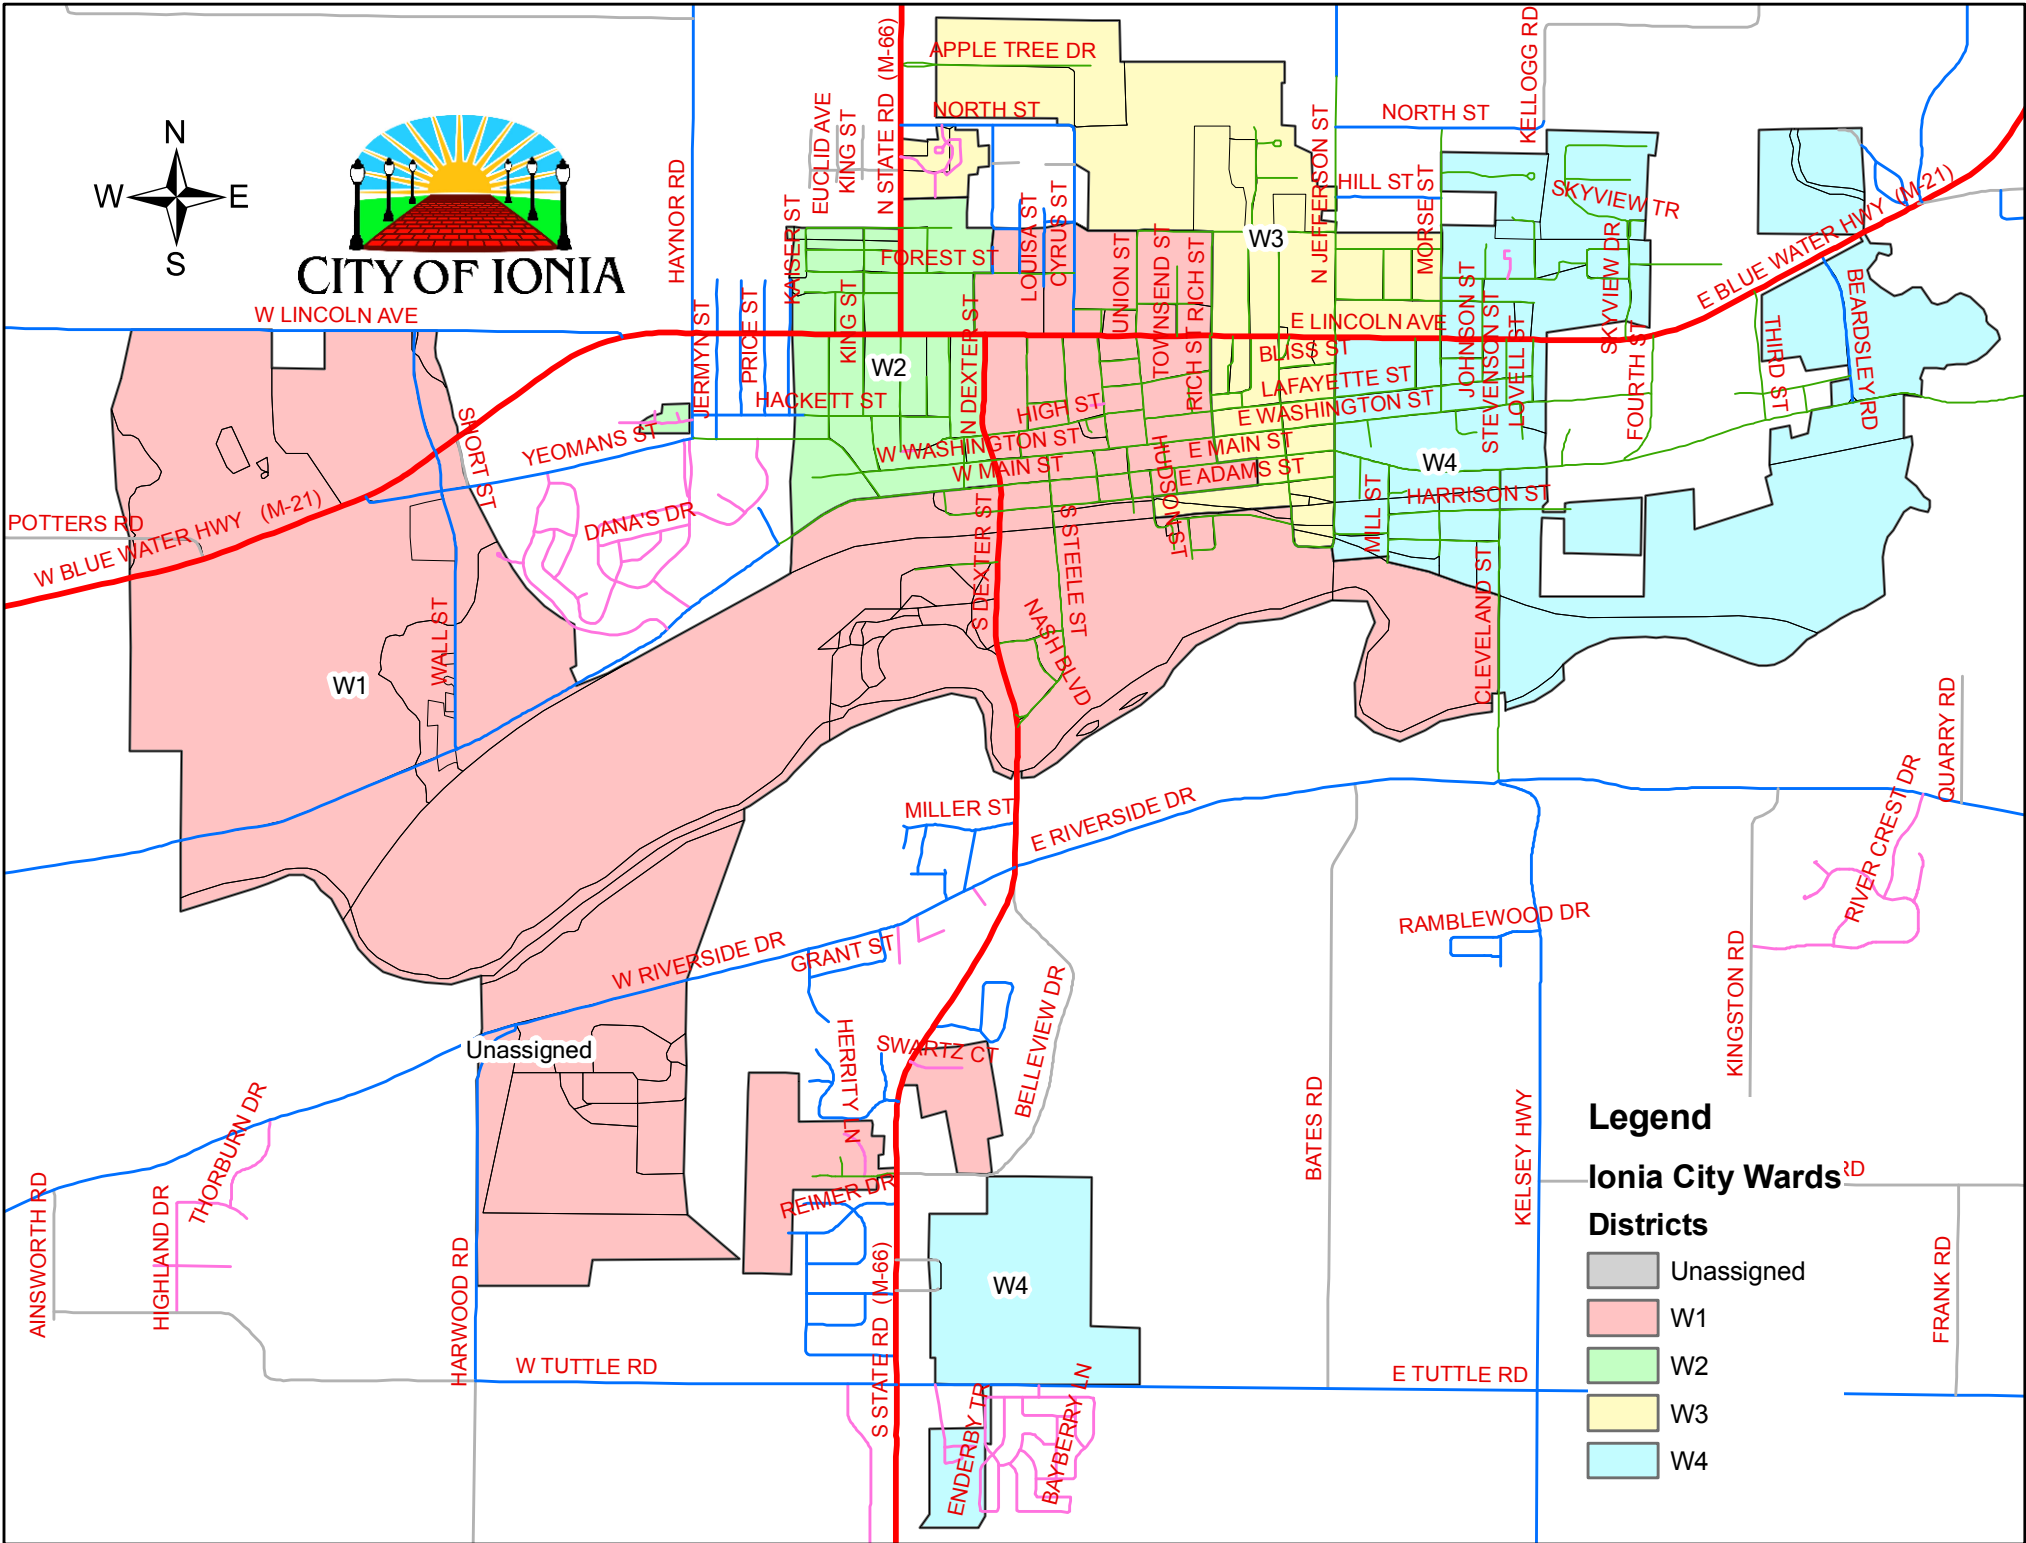 APPLE TREE DR
N STATE RD (M-66)
KELLOGG RD
NORTH ST
NORTH ST
EUCLID AVE
KING ST
N JEFFERSON ST
N
W
E
S
CITY OF IONIA
HAYNOR RD
HILL ST
MORSE ST
SKYVIEW TR
E BLUE WATER HWY (M-21)
KAISER ST
LOUISA ST
CYRUS ST
UNION ST
TOWNSEND ST
RICH ST
W3
FOREST ST
SKYVIEW DR
BEARDSLEY RD
W LINCOLN AVE
JERMYN ST
PRICE ST
KING ST
N DEXTER ST
E LINCOLN AVE
JOHNSON ST
STEVENSON ST
LOVELL ST
FOURTH ST
THIRD ST
BLISS ST
W2
RICH ST
LAFAYETTE ST
HACKETT ST
HIGH ST
E WASHINGTON ST
SHORT ST
YEOMANS ST
W WASHINGTON ST
W MAIN ST
HUDSON ST
E MAIN ST
E ADAMS ST
W4
HARRISON ST
MILL ST
POTTERS RD
W BLUE WATER HWY (M-21)
DANA'S DR
S DEXTER ST
S STEELE ST
NASH BLVD
CLEVELAND ST
WALL ST
W1
QUARRY RD
MILLER ST
E RIVERSIDE DR
RIVER CREST DR
RAMBLEWOOD DR
W RIVERSIDE DR
GRANT ST
KINGSTON RD
BELLEVIEW DR
HERRITY LN
SWARTZ CT
Unassigned
THORBURN DR
BATES RD
KELSEY HWY
AINSWORTH RD
HIGHLAND DR
REIMER DR
HARWOOD RD
S STATE RD (M-66)
W4
RD
FRANK RD
W TUTTLE RD
E TUTTLE RD
ENDERBY TR
BAYBERRY LN
Legend
Ionia City Wards
Districts
Unassigned
W1
W2
W3
W4